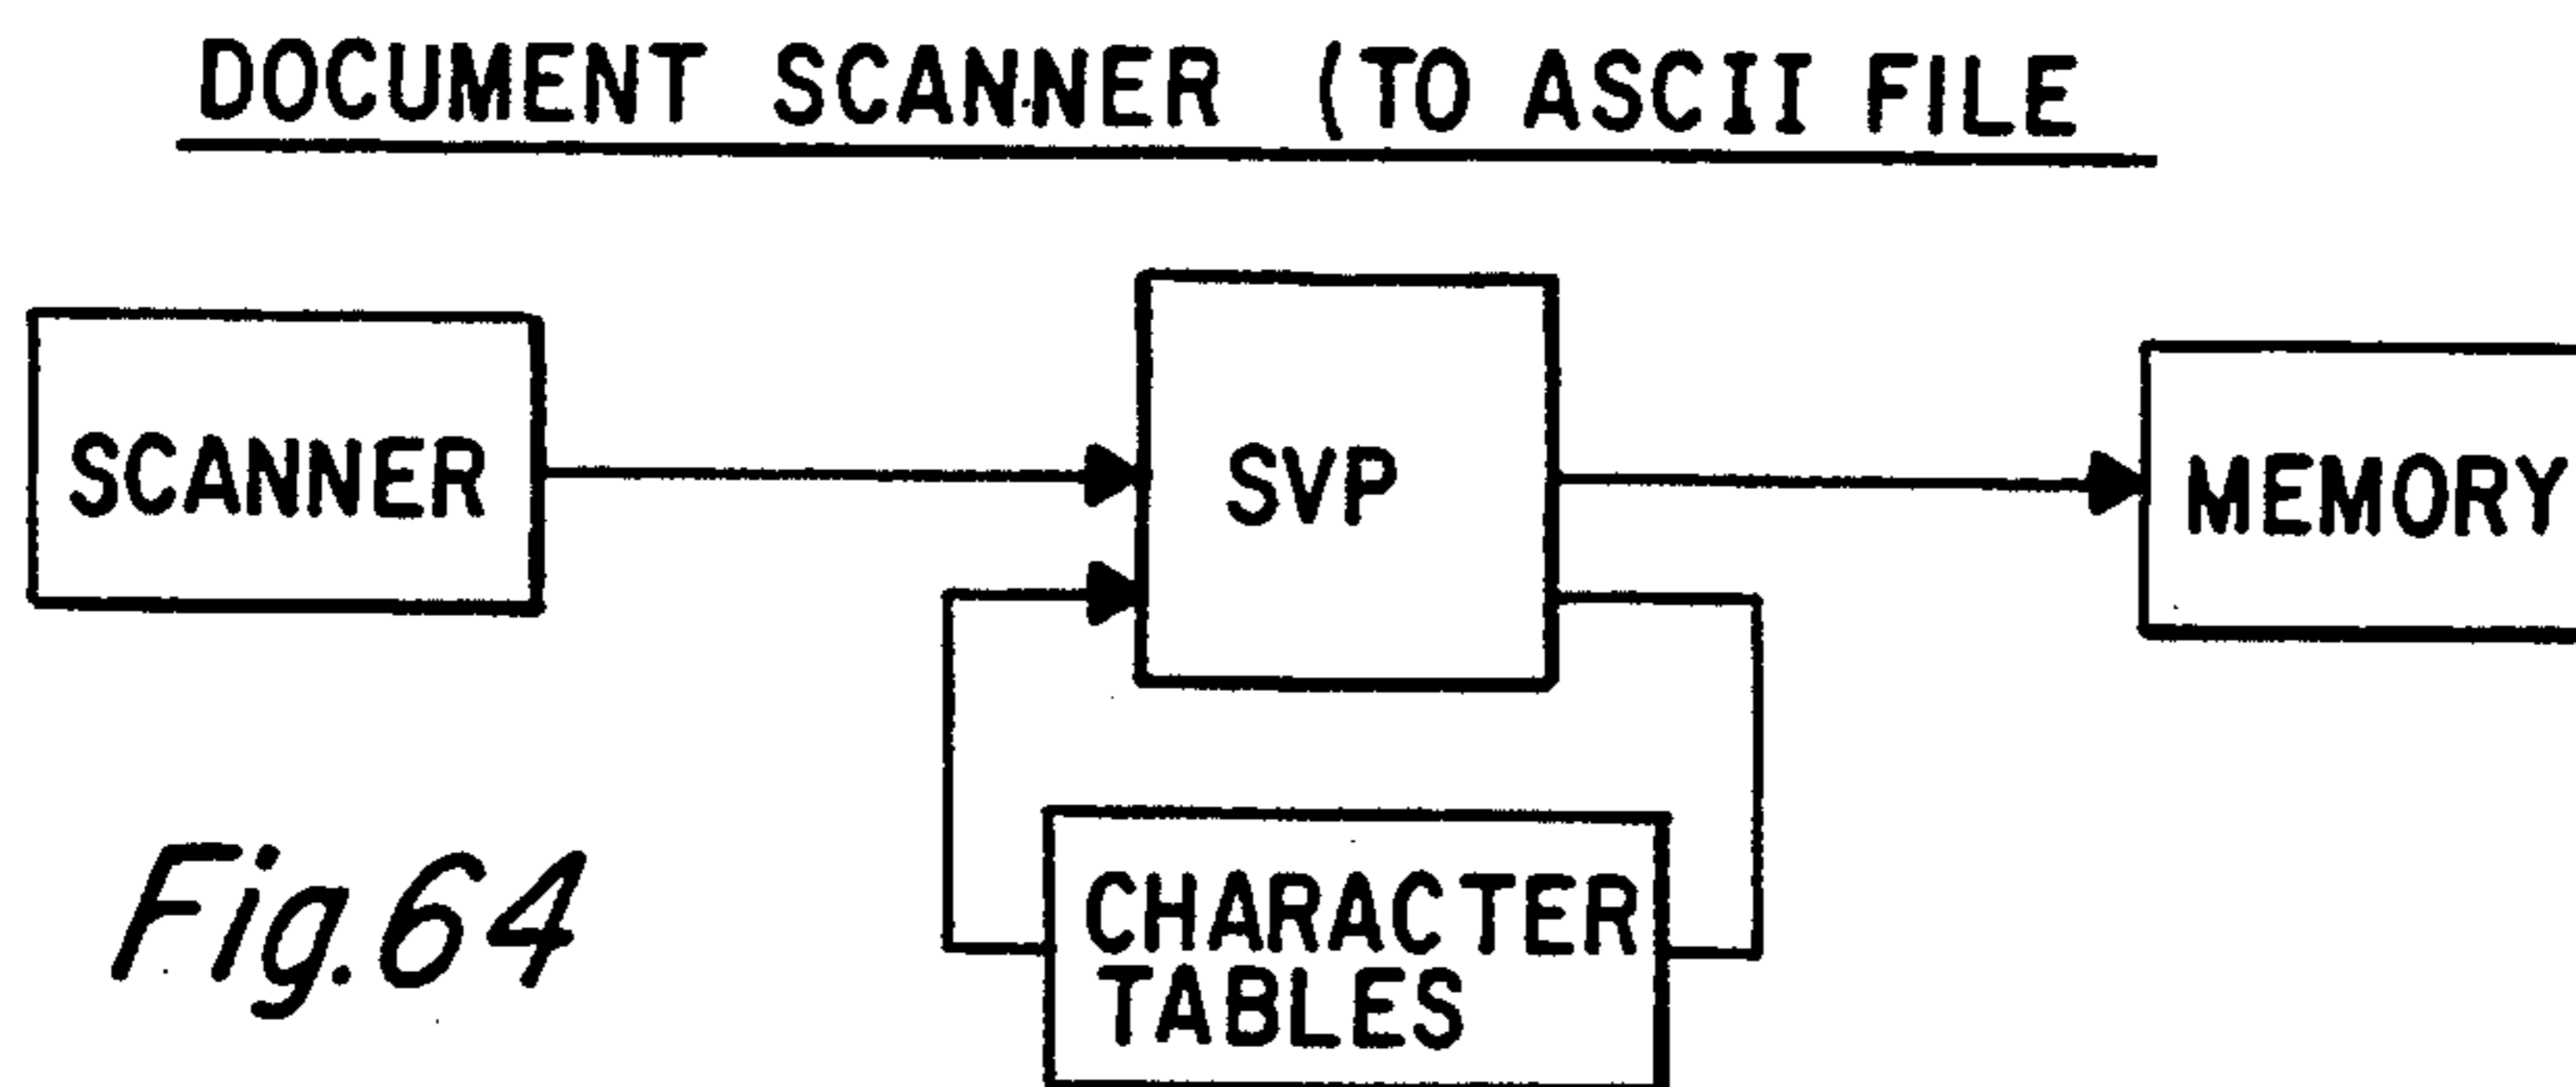 DOCUMENT SCANNER (TO ASCII FILE
SCANNER
SVP
MEMORY
CHARACTER
TABLES
Fig.64